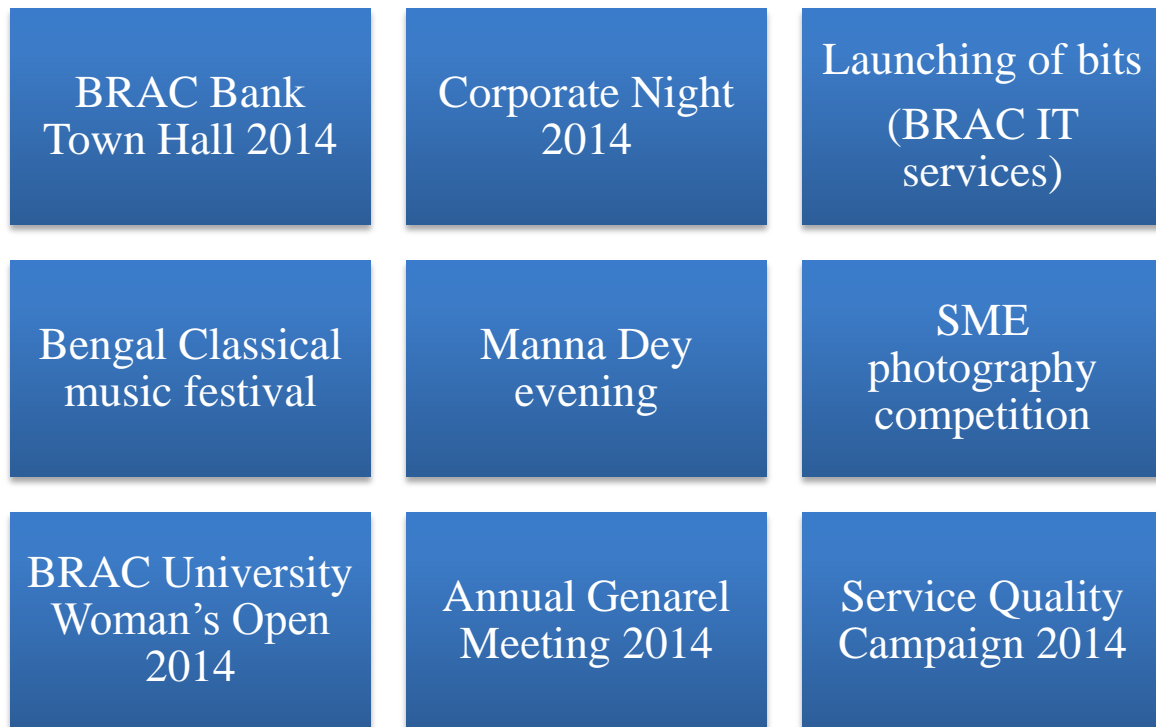 BRAC Bank
Town Hall 2014
Corporate Night
2014
Launching of bits
(BRAC IT
services)
Bengal Classical
music festival
Manna Dey
evening
SME
photography
competition
BRAC University
Woman’s Open
2014
Annual Genarel
Meeting 2014
Service Quality
Campaign 2014